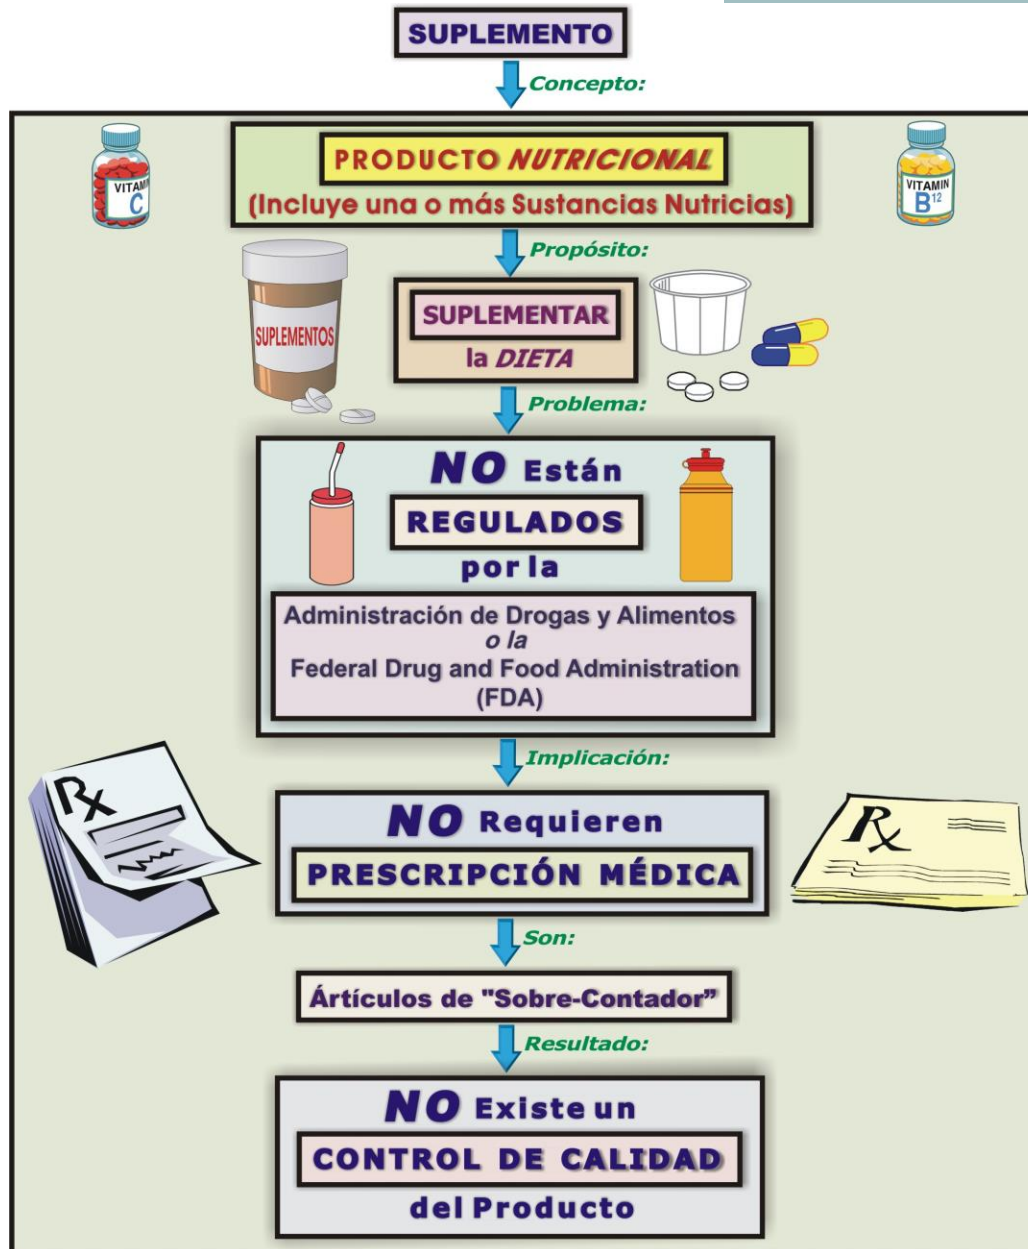 SUPLEMENTO
Concepto:
PRODUCTO NUTRICIONAL
(Incluye una o más Sustancias Nutricias)
VITAMIN
C
VITAMIN
B12
Propósito:
SUPLEMENTOS
SUPLEMENTAR
la DIETA
Problema:
NO Están
REGULADOS
por la
Administración de Drogas y Alimentos
o la
Federal Drug and Food Administration
(FDA)
Implicación:
Rx
Rx
NO Requieren
PRESCRIPCIÓN MÉDICA
Son:
Ártículos de "Sobre-Contador”
Resultado:
NO Existe un
CONTROL DE CALIDAD
del Producto